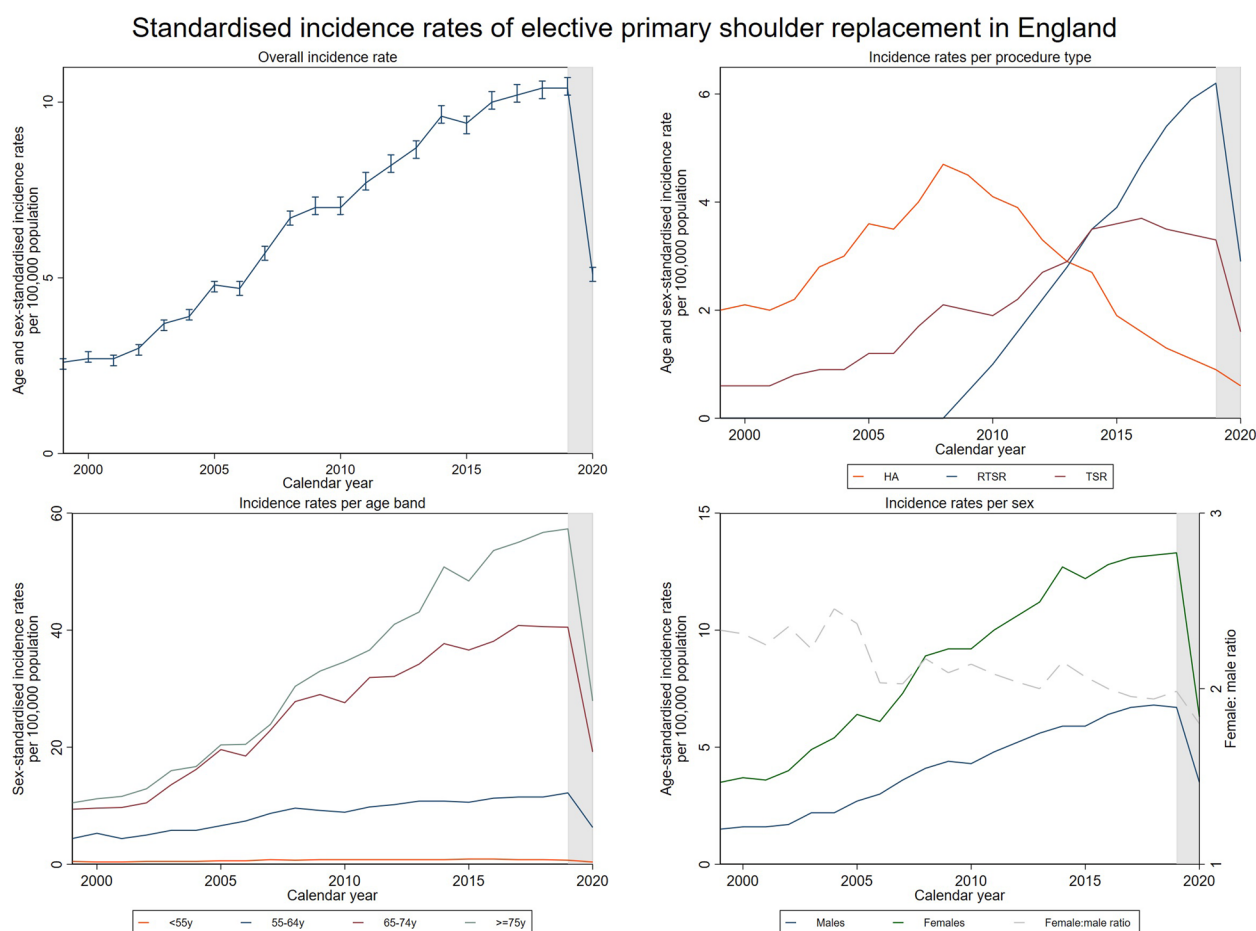 Standardised incidence rates of elective primary shoulder replacement in England
Overall incidence rate
Age and sex-standardised incidence rates
per 100,000 population
10
5
0
2000 2005 2010 2015 2020
Calendar year
Incidence rates per procedure type
Age and sex-standardised incidence rate
per 100,000 population
6
4
2
0
2000 2005 2010 2015 2020
Calendar year
HA RTSR TSR
Incidence rates per age band
Sex-standardised incidence rates
per 100,000 population
60
40
20
0
2000 2005 2010 2015 2020
Calendar year
<55y 55-64y 65-74y >=75y
Incidence rates per sex
Age-standardised incidence rates
per 100,000 population
15
10
5
0
3
2
1
Female: male ratio
2000 2005 2010 2015 2020
Calendar year
Males Females Female:male ratio